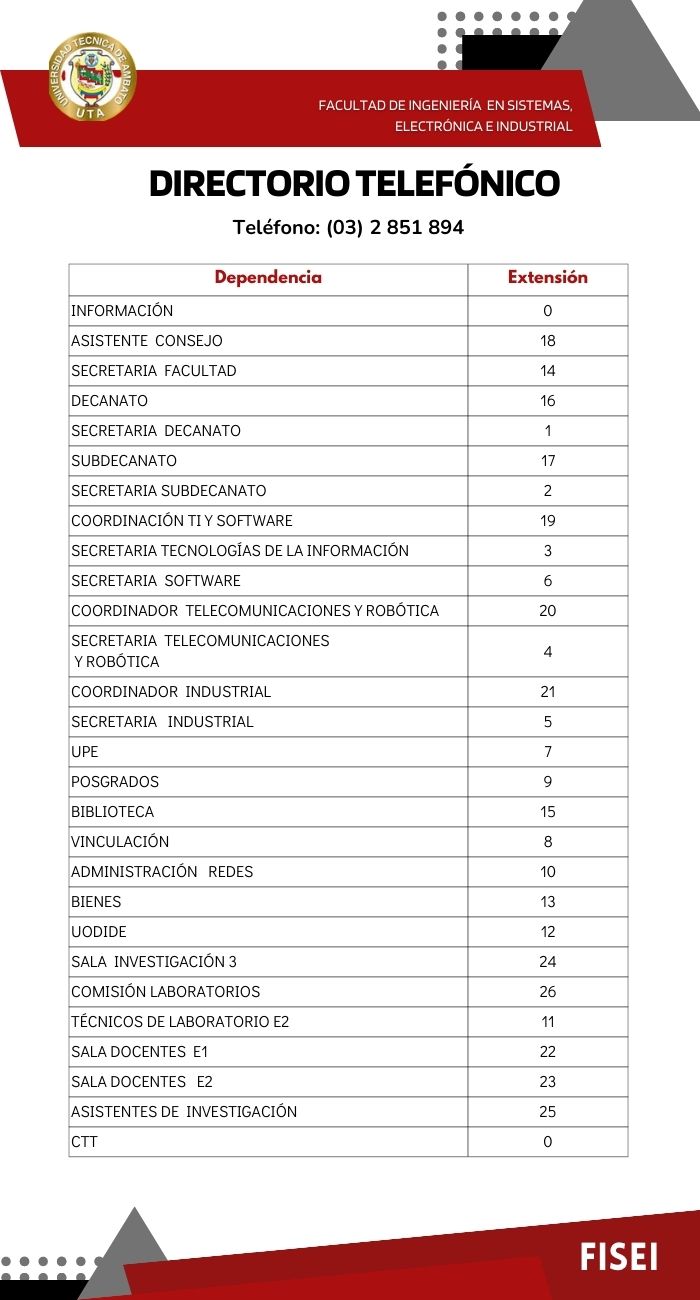 UNIVERSIDAD TÉCNICA DE AMBATO
UTA
FACULTAD DE INGENIERÍA EN SISTEMAS,
ELECTRÓNICA E INDUSTRIAL
DIRECTORIO TELEFÓNICO
Teléfono: (03) 2 851 894
Dependencia Extensión
INFORMACIÓN 0
ASISTENTE CONSEJO 18
SECRETARIA FACULTAD 14
DECANATO 16
SECRETARIA DECANATO 1
SUBDECANATO 17
SECRETARIA SUBDECANATO 2
COORDINACIÓN TI Y SOFTWARE 19
SECRETARIA TECNOLOGÍAS DE LA INFORMACIÓN 3
SECRETARIA SOFTWARE 6
COORDINADOR TELECOMUNICACIONES Y ROBÓTICA 20
SECRETARIA TELECOMUNICACIONES
Y ROBÓTICA 4
COORDINADOR INDUSTRIAL 21
SECRETARIA INDUSTRIAL 5
UPE 7
POSGRADOS 9
BIBLIOTECA 15
VINCULACIÓN 8
ADMINISTRACIÓN REDES 10
BIENES 13
UODIDE 12
SALA INVESTIGACIÓN 3 24
COMISIÓN LABORATORIOS 26
TÉCNICOS DE LABORATORIO E2 11
SALA DOCENTES E1 22
SALA DOCENTES E2 23
ASISTENTES DE INVESTIGACIÓN 25
CTT 0
FISEI